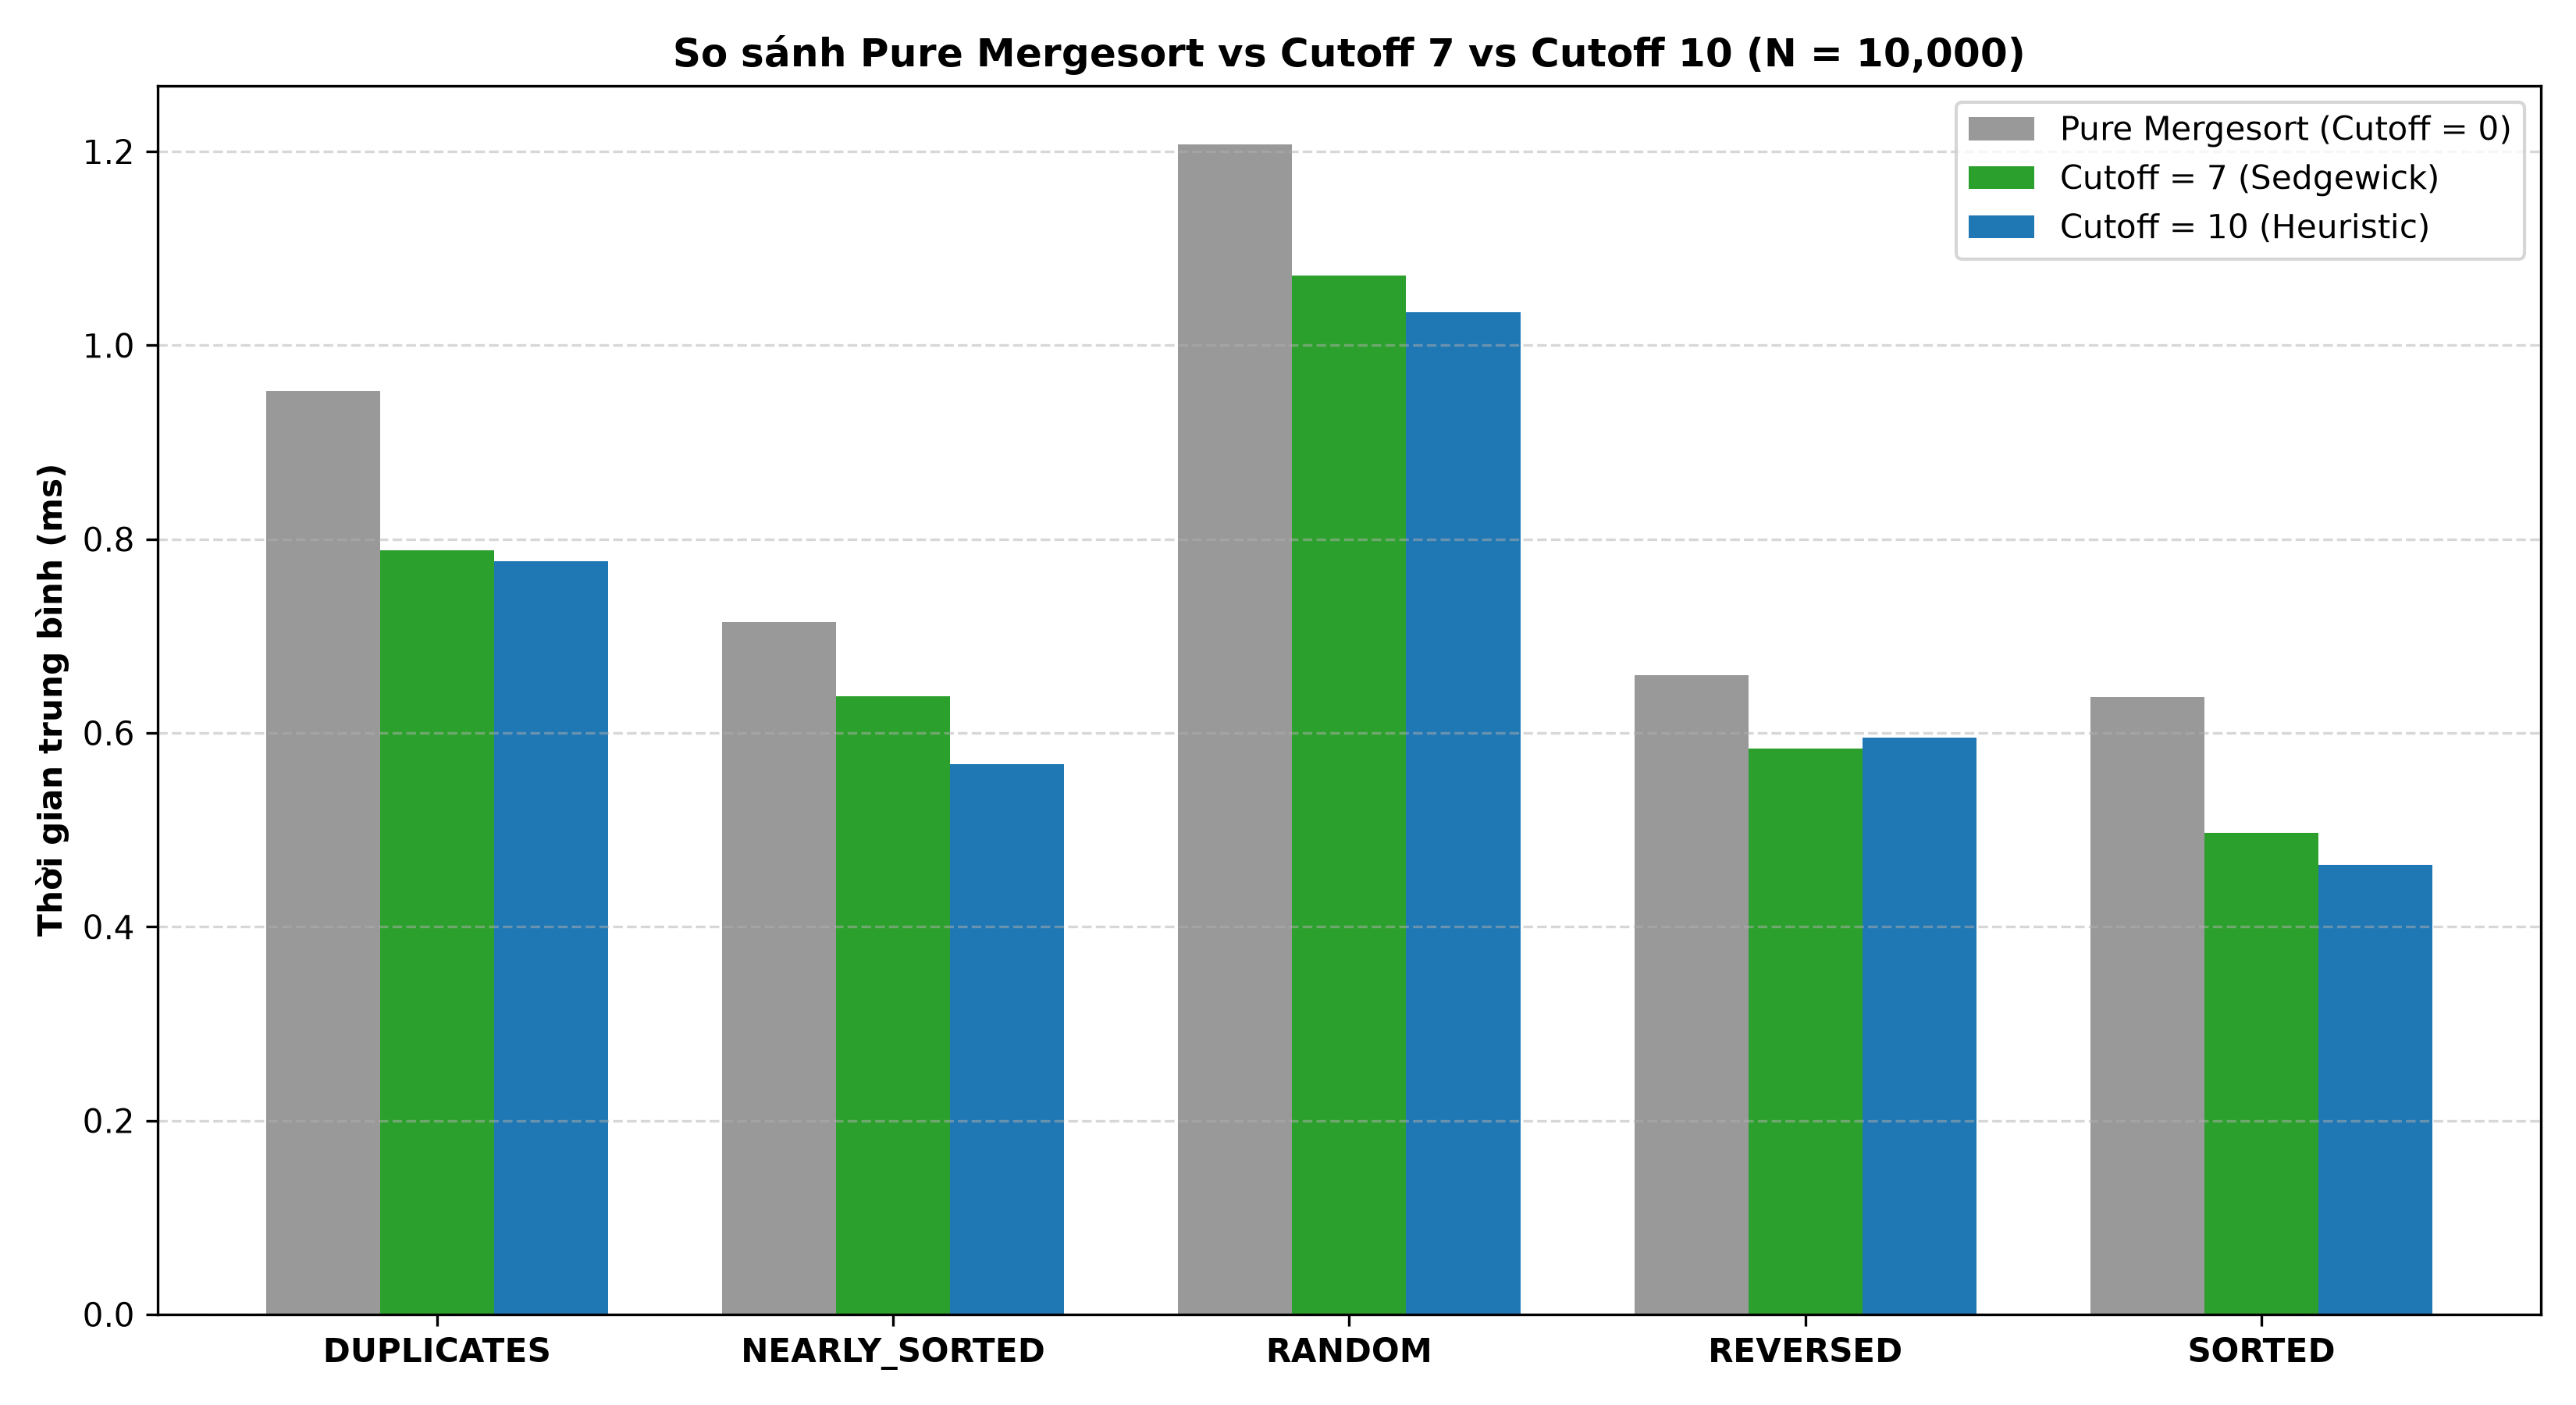 So sánh Pure Mergesort vs Cutoff 7 vs Cutoff 10 (N = 10,000)
Pure Mergesort (Cutoff = 0)
Cutoff = 7 (Sedgewick)
Cutoff = 10 (Heuristic)
Thời gian trung bình (ms)
1.2
1.0
0.8
0.6
0.4
0.2
0.0
DUPLICATES
NEARLY_SORTED
RANDOM
REVERSED
SORTED